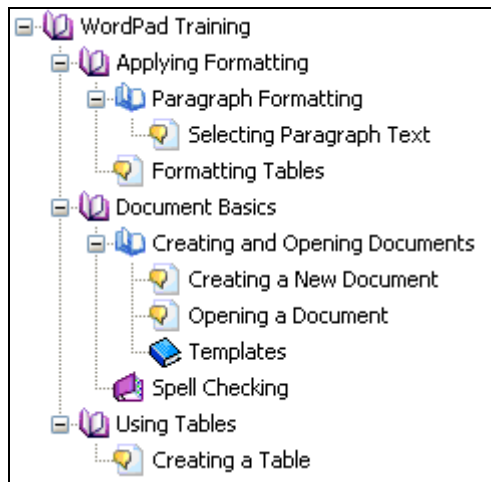 WordPad Training
Applying Formatting
Paragraph Formatting
Selecting Paragraph Text
Formatting Tables
Document Basics
Creating and Opening Documents
Creating a New Document
Opening a Document
Templates
Spell Checking
Using Tables
Creating a Table